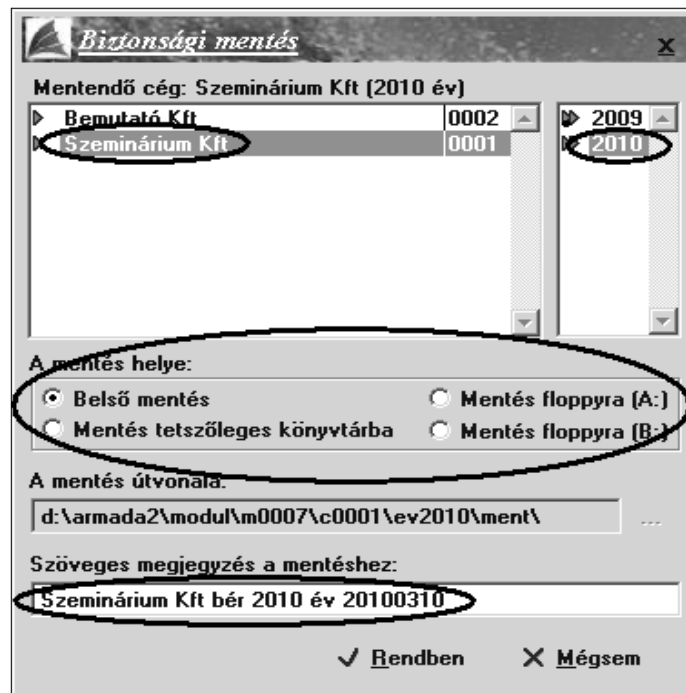 Biztonsági mentés
x
Mentendő cég: Szeminárium Kft (2010 év)
Bemutató Kft 0002 2009
Szeminárium Kft 0001 2010
A mentés helye:
Belső mentés Mentés floppyra (A:)
Mentés tetszőleges könyvtárba Mentés floppyra (B:)
A mentés útvonala:
d:\armada2\modul\m0007\c0001\ev2010\ment\ ...
Szöveges megjegyzés a mentéshez:
Szeminárium Kft bér 2010 év 20100310
Rendben Mégsem